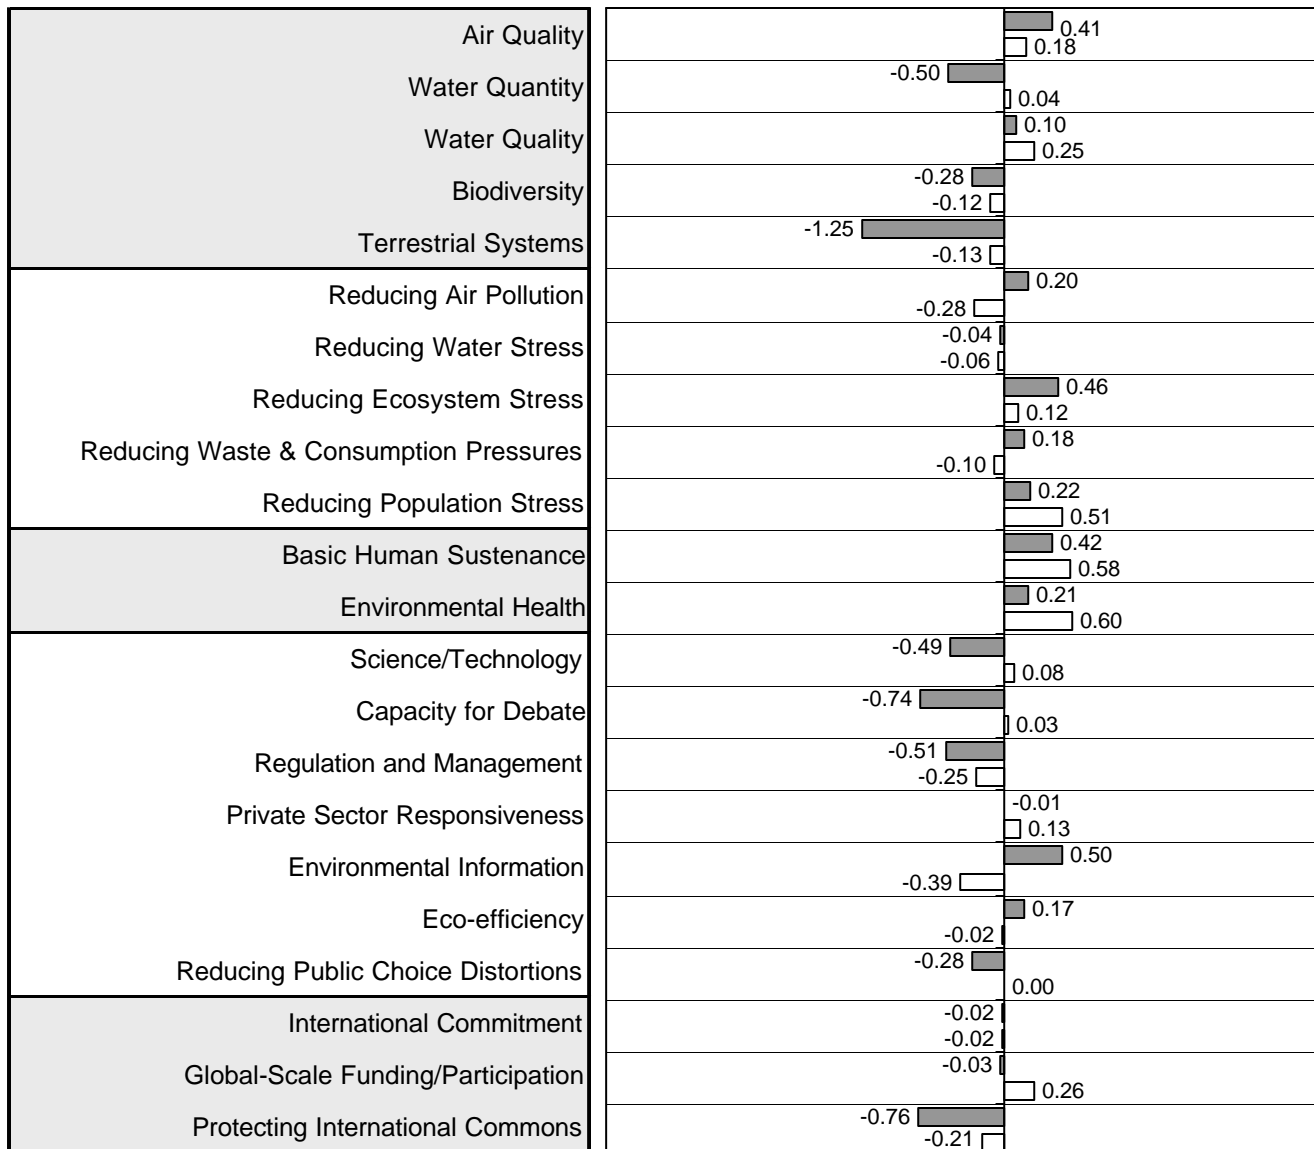 Air Quality
0.41
0.18
Water Quantity
-0.50
0.04
Water Quality
0.10
0.25
Biodiversity
-0.28
-0.12
Terrestrial Systems
-1.25
-0.13
Reducing Air Pollution
0.20
-0.28
Reducing Water Stress
-0.04
-0.06
Reducing Ecosystem Stress
0.46
0.12
Reducing Waste & Consumption Pressures
0.18
-0.10
Reducing Population Stress
0.22
0.51
Basic Human Sustenance
0.42
0.58
Environmental Health
0.21
0.60
Science/Technology
-0.49
0.08
Capacity for Debate
-0.74
0.03
Regulation and Management
-0.51
-0.25
Private Sector Responsiveness
-0.01
0.13
Environmental Information
0.50
-0.39
Eco-efficiency
0.17
-0.02
Reducing Public Choice Distortions
-0.28
0.00
International Commitment
-0.02
-0.02
Global-Scale Funding/Participation
-0.03
0.26
Protecting International Commons
-0.76
-0.21